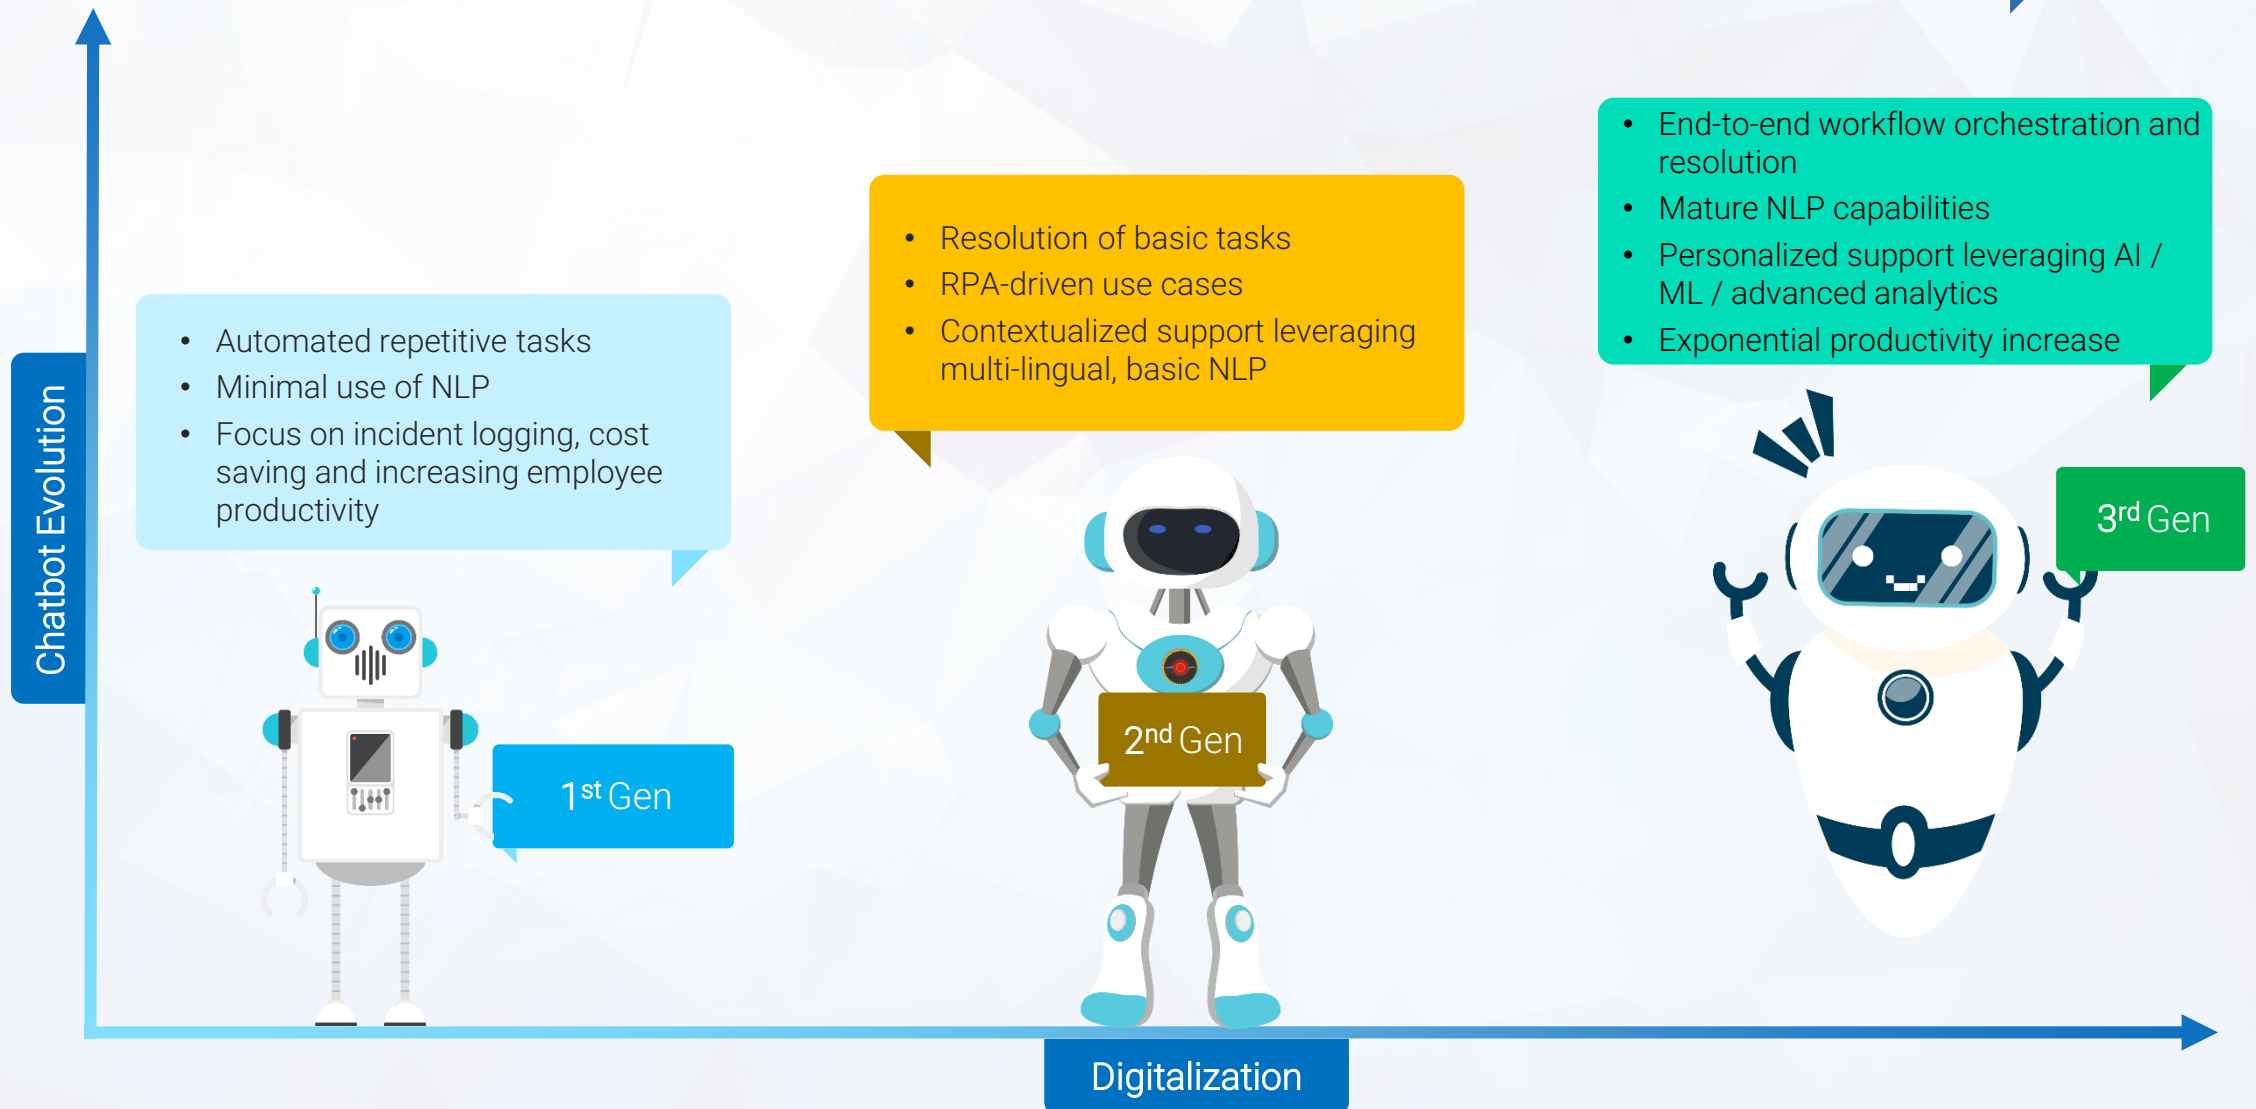 • End-to-end workflow orchestration and
resolution
• Mature NLP capabilities
• Personalized support leveraging AI /
ML / advanced analytics
• Exponential productivity increase
• Resolution of basic tasks
• RPA-driven use cases
• Contextualized support leveraging
multi-lingual, basic NLP
• Automated repetitive tasks
• Minimal use of NLP
• Focus on incident logging, cost
saving and increasing employee
productivity
Chatbot Evolution
3rd Gen
2nd Gen
1st Gen
Digitalization